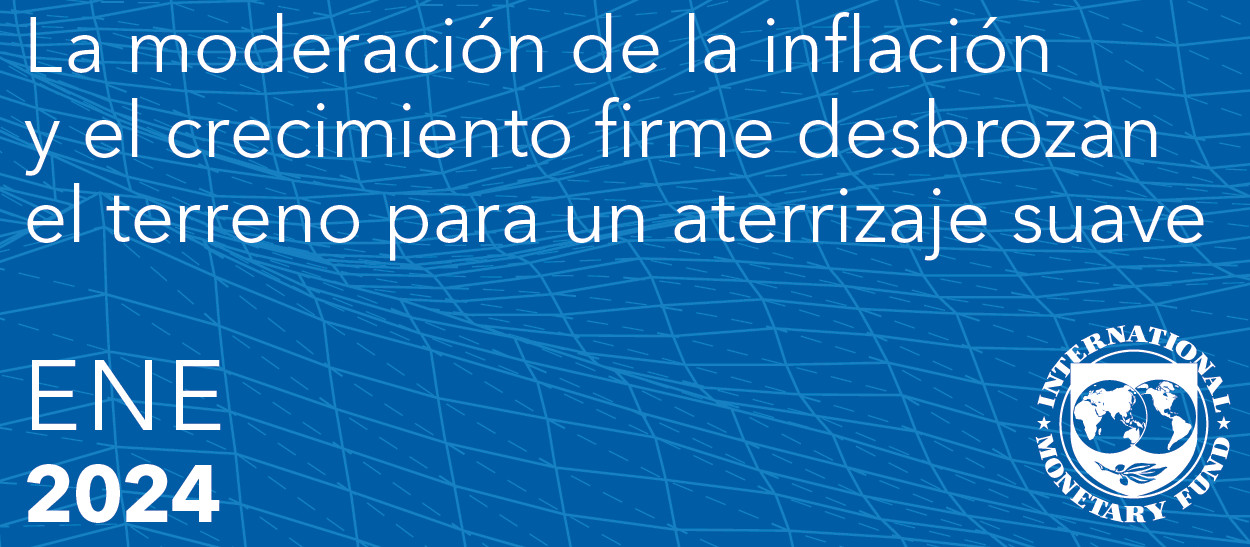 La moderación de la inflación
y el crecimiento firme desbrozan
el terreno para un aterrizaje suave
ENE
2024
INTERNATIONAL
MONETARY FUND